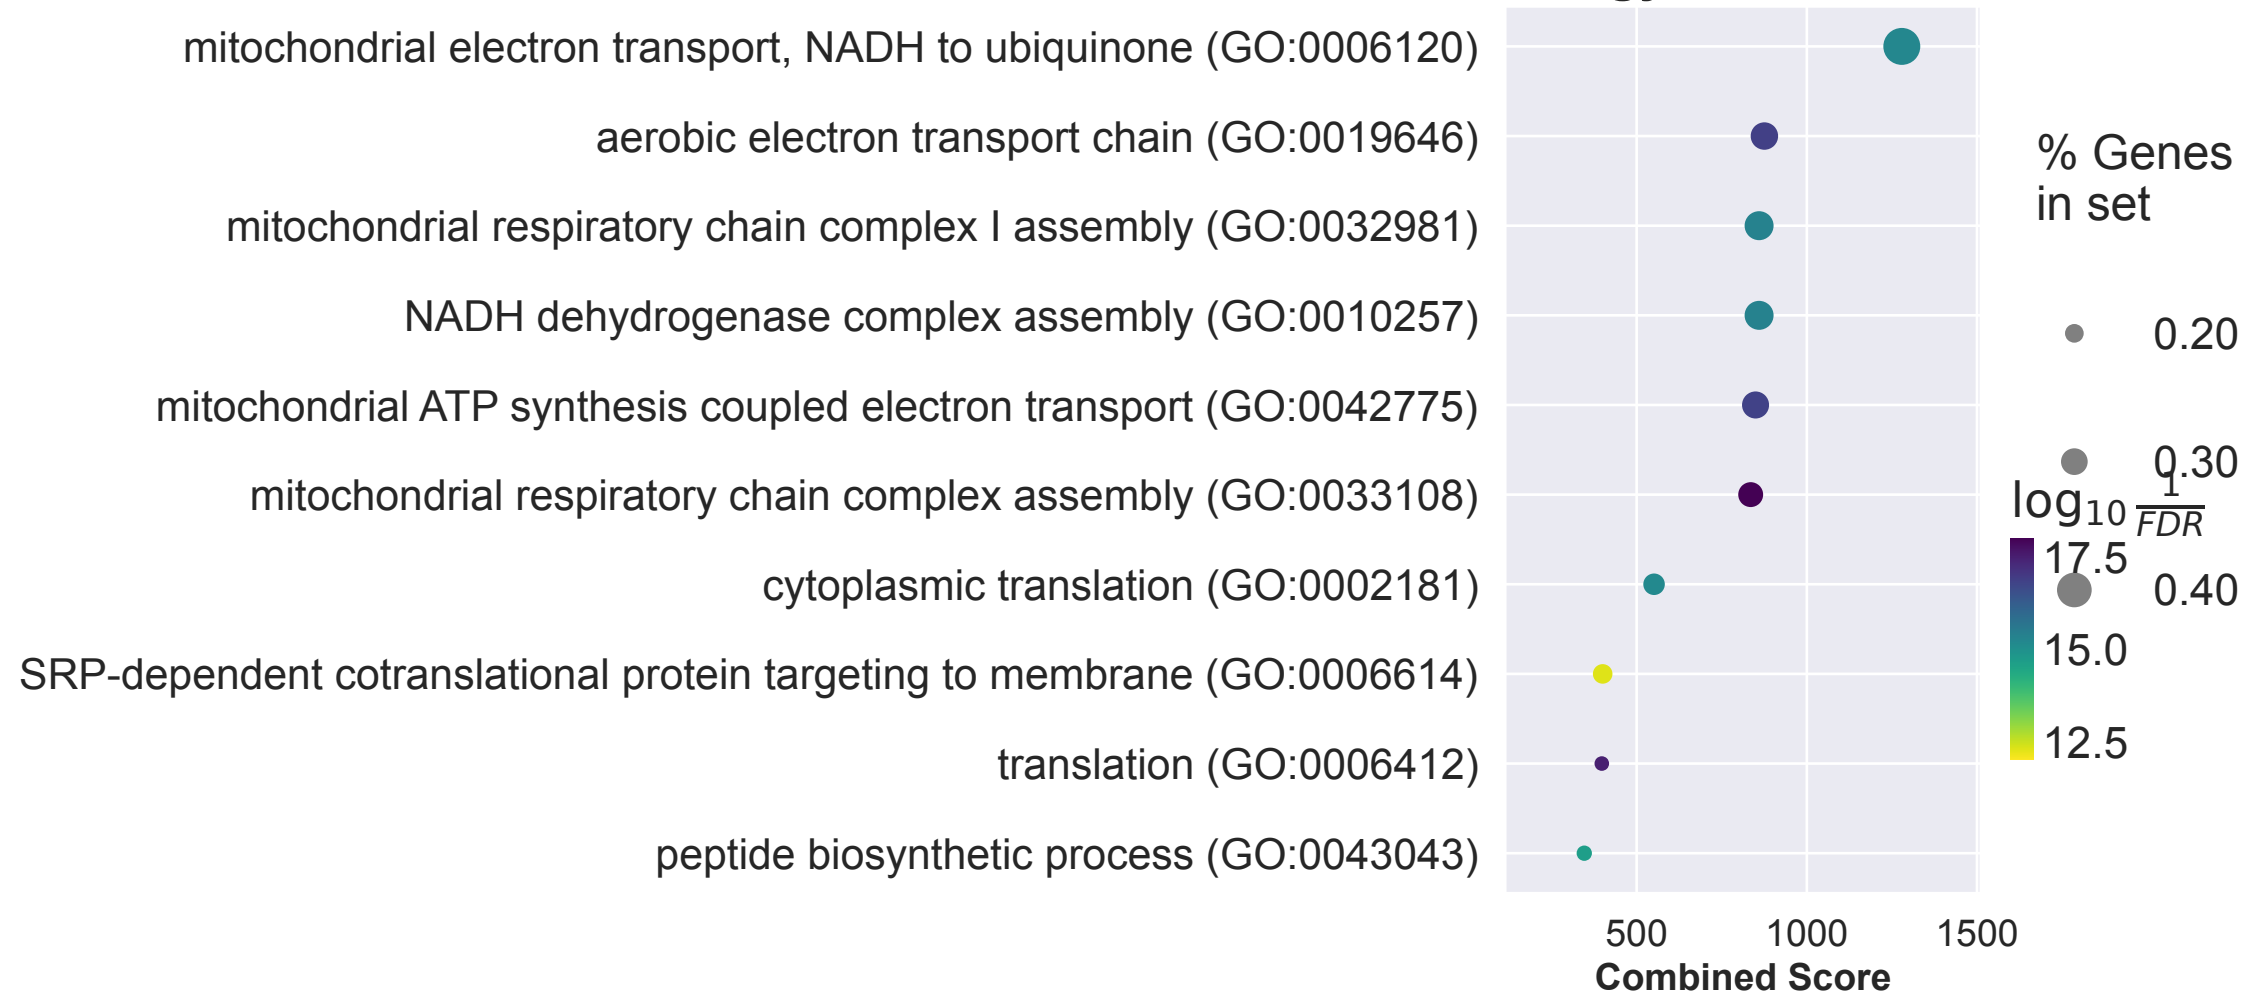 mitochondrial electron transport, NADH to ubiquinone (GO:0006120)
aerobic electron transport chain (GO:0019646)
mitochondrial respiratory chain complex I assembly (GO:0032981)
NADH dehydrogenase complex assembly (GO:0010257)
mitochondrial ATP synthesis coupled electron transport (GO:0042775)
mitochondrial respiratory chain complex assembly (GO:0033108)
cytoplasmic translation (GO:0002181)
SRP-dependent cotranslational protein targeting to membrane (GO:0006614)
translation (GO:0006412)
peptide biosynthetic process (GO:0043043)
500 1000 1500
Combined Score
% Genes
in set
0.20
0.30
0.40
log₁₀ 1/FDR
17.5
15.0
12.5